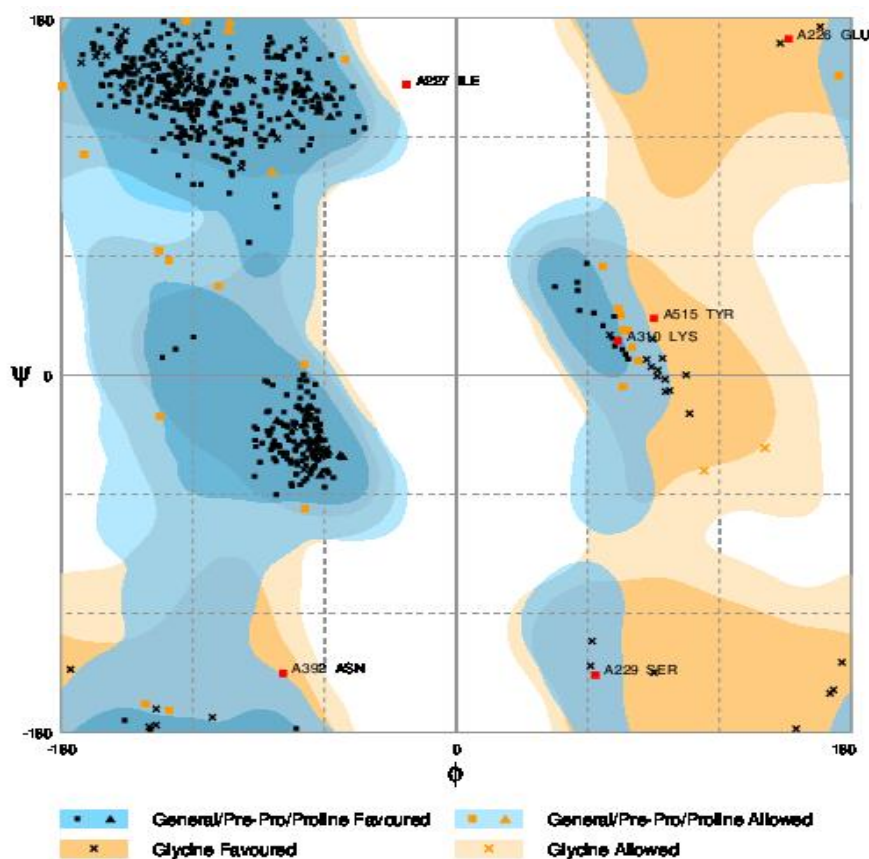 180
A226 GLU
A227 ILE
A515 TYR
A310 LYS
Ψ
0
A392 ASN
A229 SER
-180
-180
0
180
Φ
General/Pre-Pro/Proline Favoured
General/Pre-Pro/Proline Allowed
Glycine Favoured
Glycine Allowed